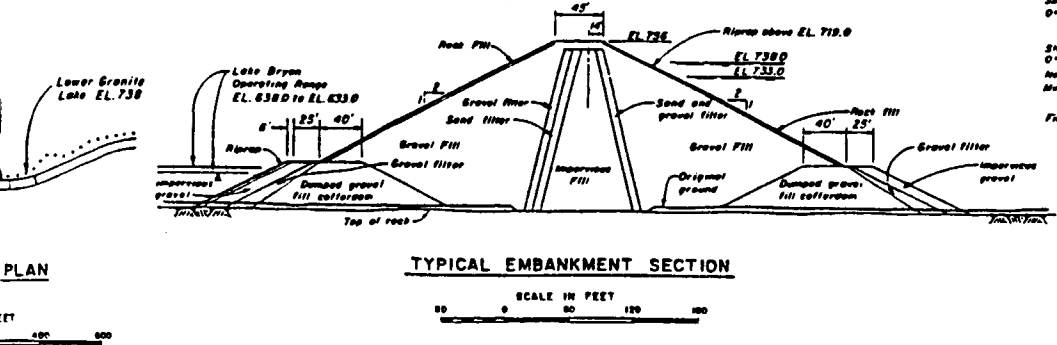 45'
14'
EL. 756
Riprap above EL. 719.0
Rock Fill
EL. 738.0
EL. 733.0
Lower Granite
Lake EL. 738
Lake Bryan
Operating Range
EL. 638.0 to EL. 633.0
2
1
2
1
Gravel filter
Sand filter
Sand and
gravel filter
Rock fill
6'
25'
40'
40'
25'
Riprap
Gravel Fill
Gravel filter
Gravel Fill
Gravel filter
Impervious
gravel
Impervious
Fill
Original
ground
Impervious
gravel
Dumped gravel
fill cofferdam
Dumped gravel
fill cofferdam
Top of rock
PLAN
TYPICAL EMBANKMENT SECTION
SCALE IN FEET
60
0
60
120
180
EET
400
600